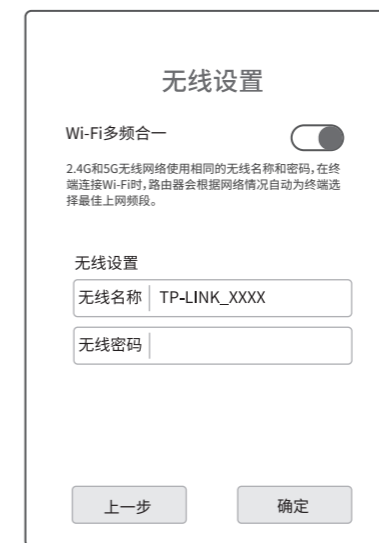 无线设置
Wi-Fi多频合一
2.4G和5G无线网络使用相同的无线名称和密码,在终
端连接Wi-Fi时,路由器会根据网络情况自动为终端选
择最佳上网频段。
无线设置
无线名称 TP-LINK_XXXX
无线密码
上一步 确定